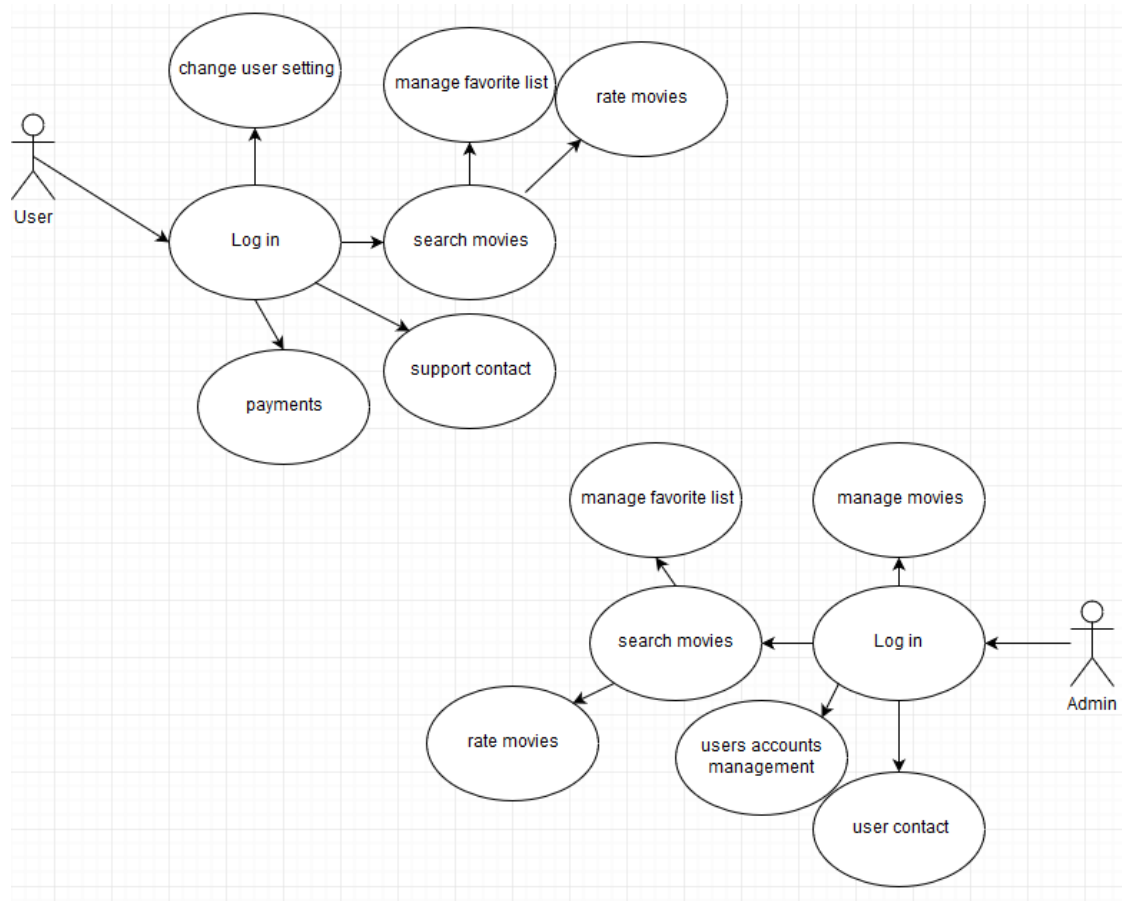 change user setting
manage favorite list
rate movies
User
Log in
search movies
support contact
payments
manage favorite list
manage movies
search movies
Log in
Admin
rate movies
users accounts
management
user contact